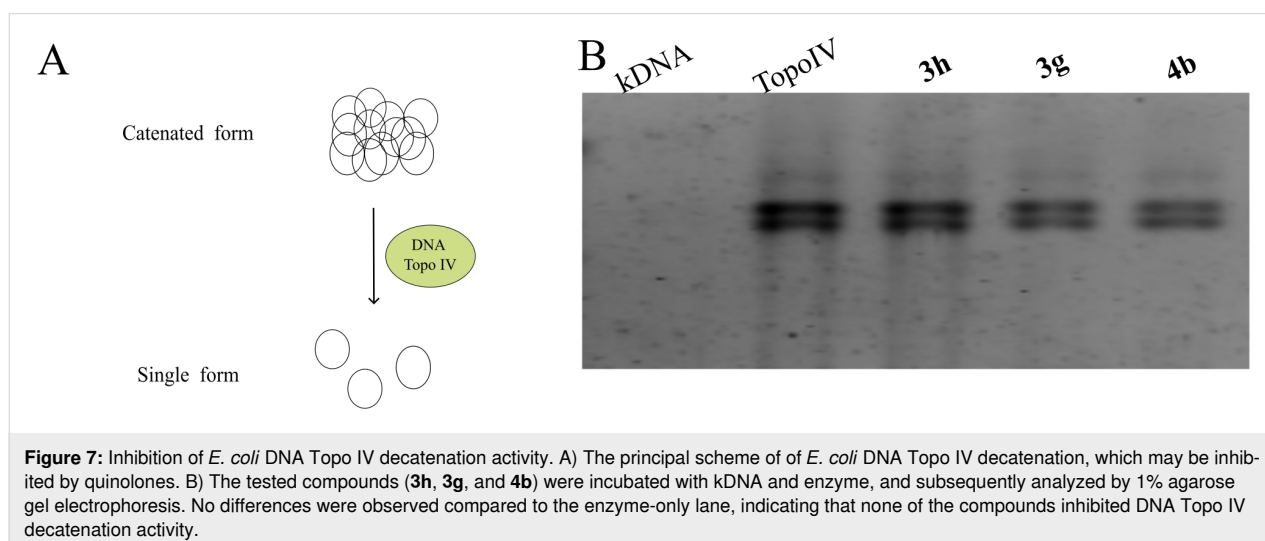 A
Catenated form
DNA
Topo IV
Single form
B
kDNA TopoIV 3h 3g 4b
Figure 7: Inhibition of E. coli DNA Topo IV decatenation activity. A) The principal scheme of of E. coli DNA Topo IV decatenation, which may be inhib-
ited by quinolones. B) The tested compounds (3h, 3g, and 4b) were incubated with kDNA and enzyme, and subsequently analyzed by 1% agarose
gel electrophoresis. No differences were observed compared to the enzyme-only lane, indicating that none of the compounds inhibited DNA Topo IV
decatenation activity.